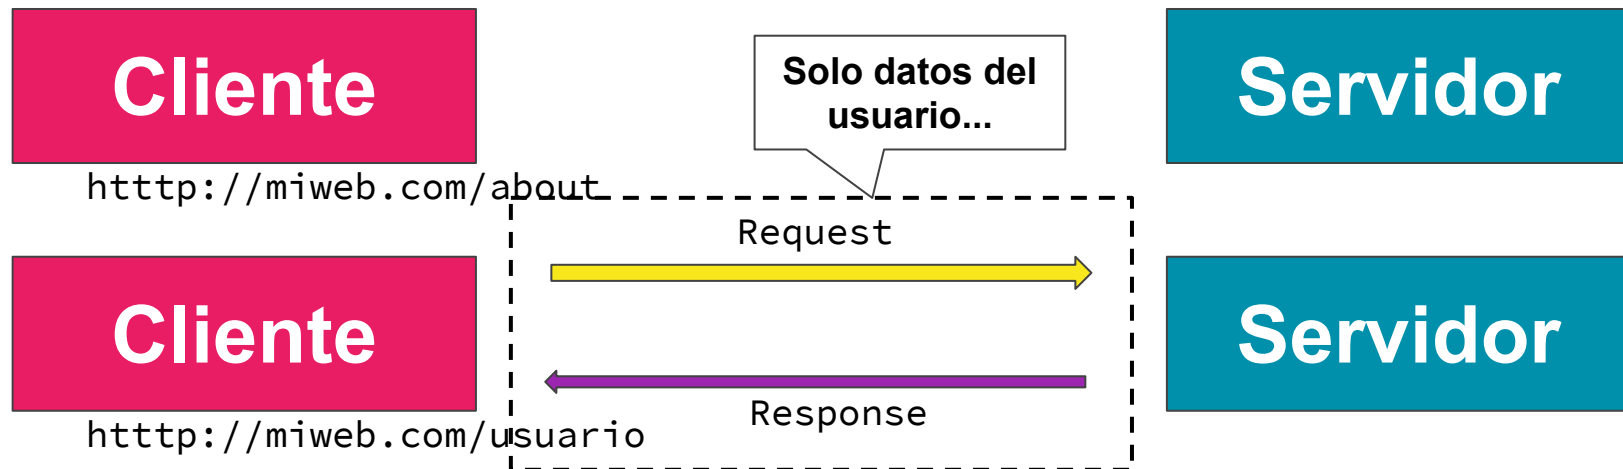 Cliente
Solo datos del
usuario...
Servidor
htttp://miweb.com/about
Request
Cliente
Servidor
Response
htttp://miweb.com/usuario